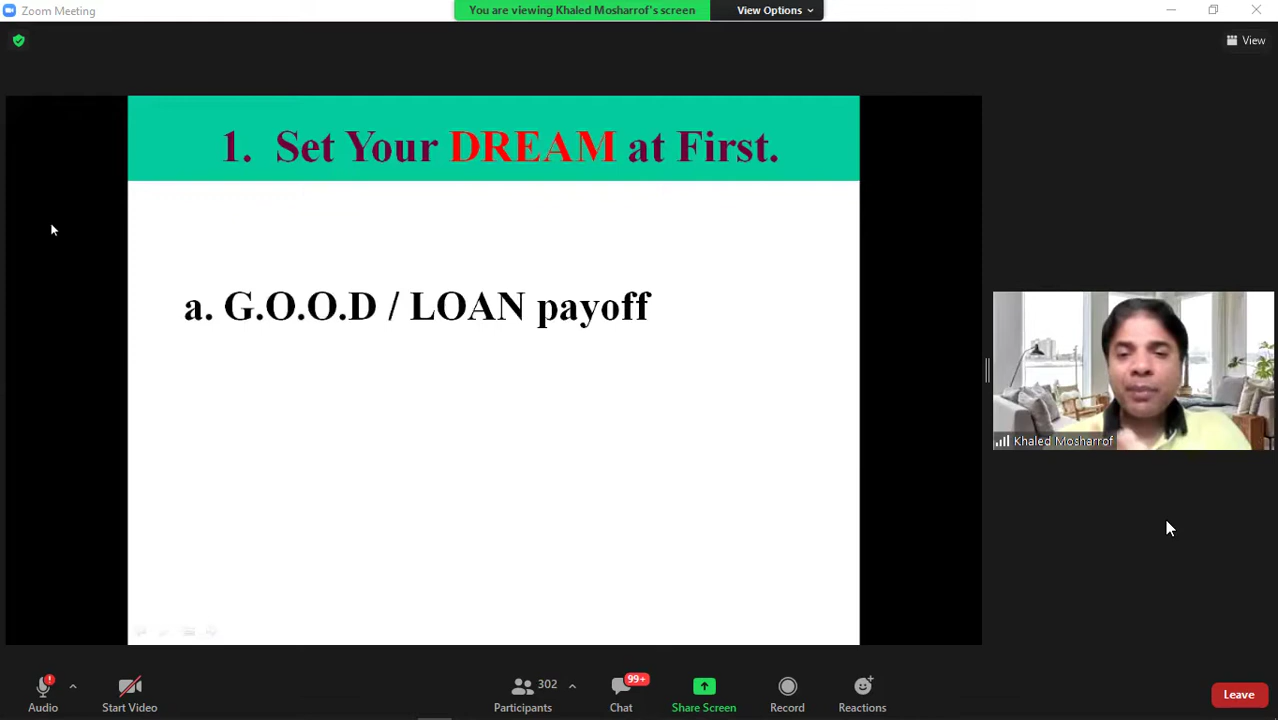 Zoom Meeting
You are viewing Khaled Mosharrof's screen
View Options
View
1. Set Your DREAM at First.
a. G.O.O.D / LOAN payoff
Khaled Mosharrof
Audio
Start Video
302
Participants
99+
Chat
Share Screen
Record
Reactions
Leave